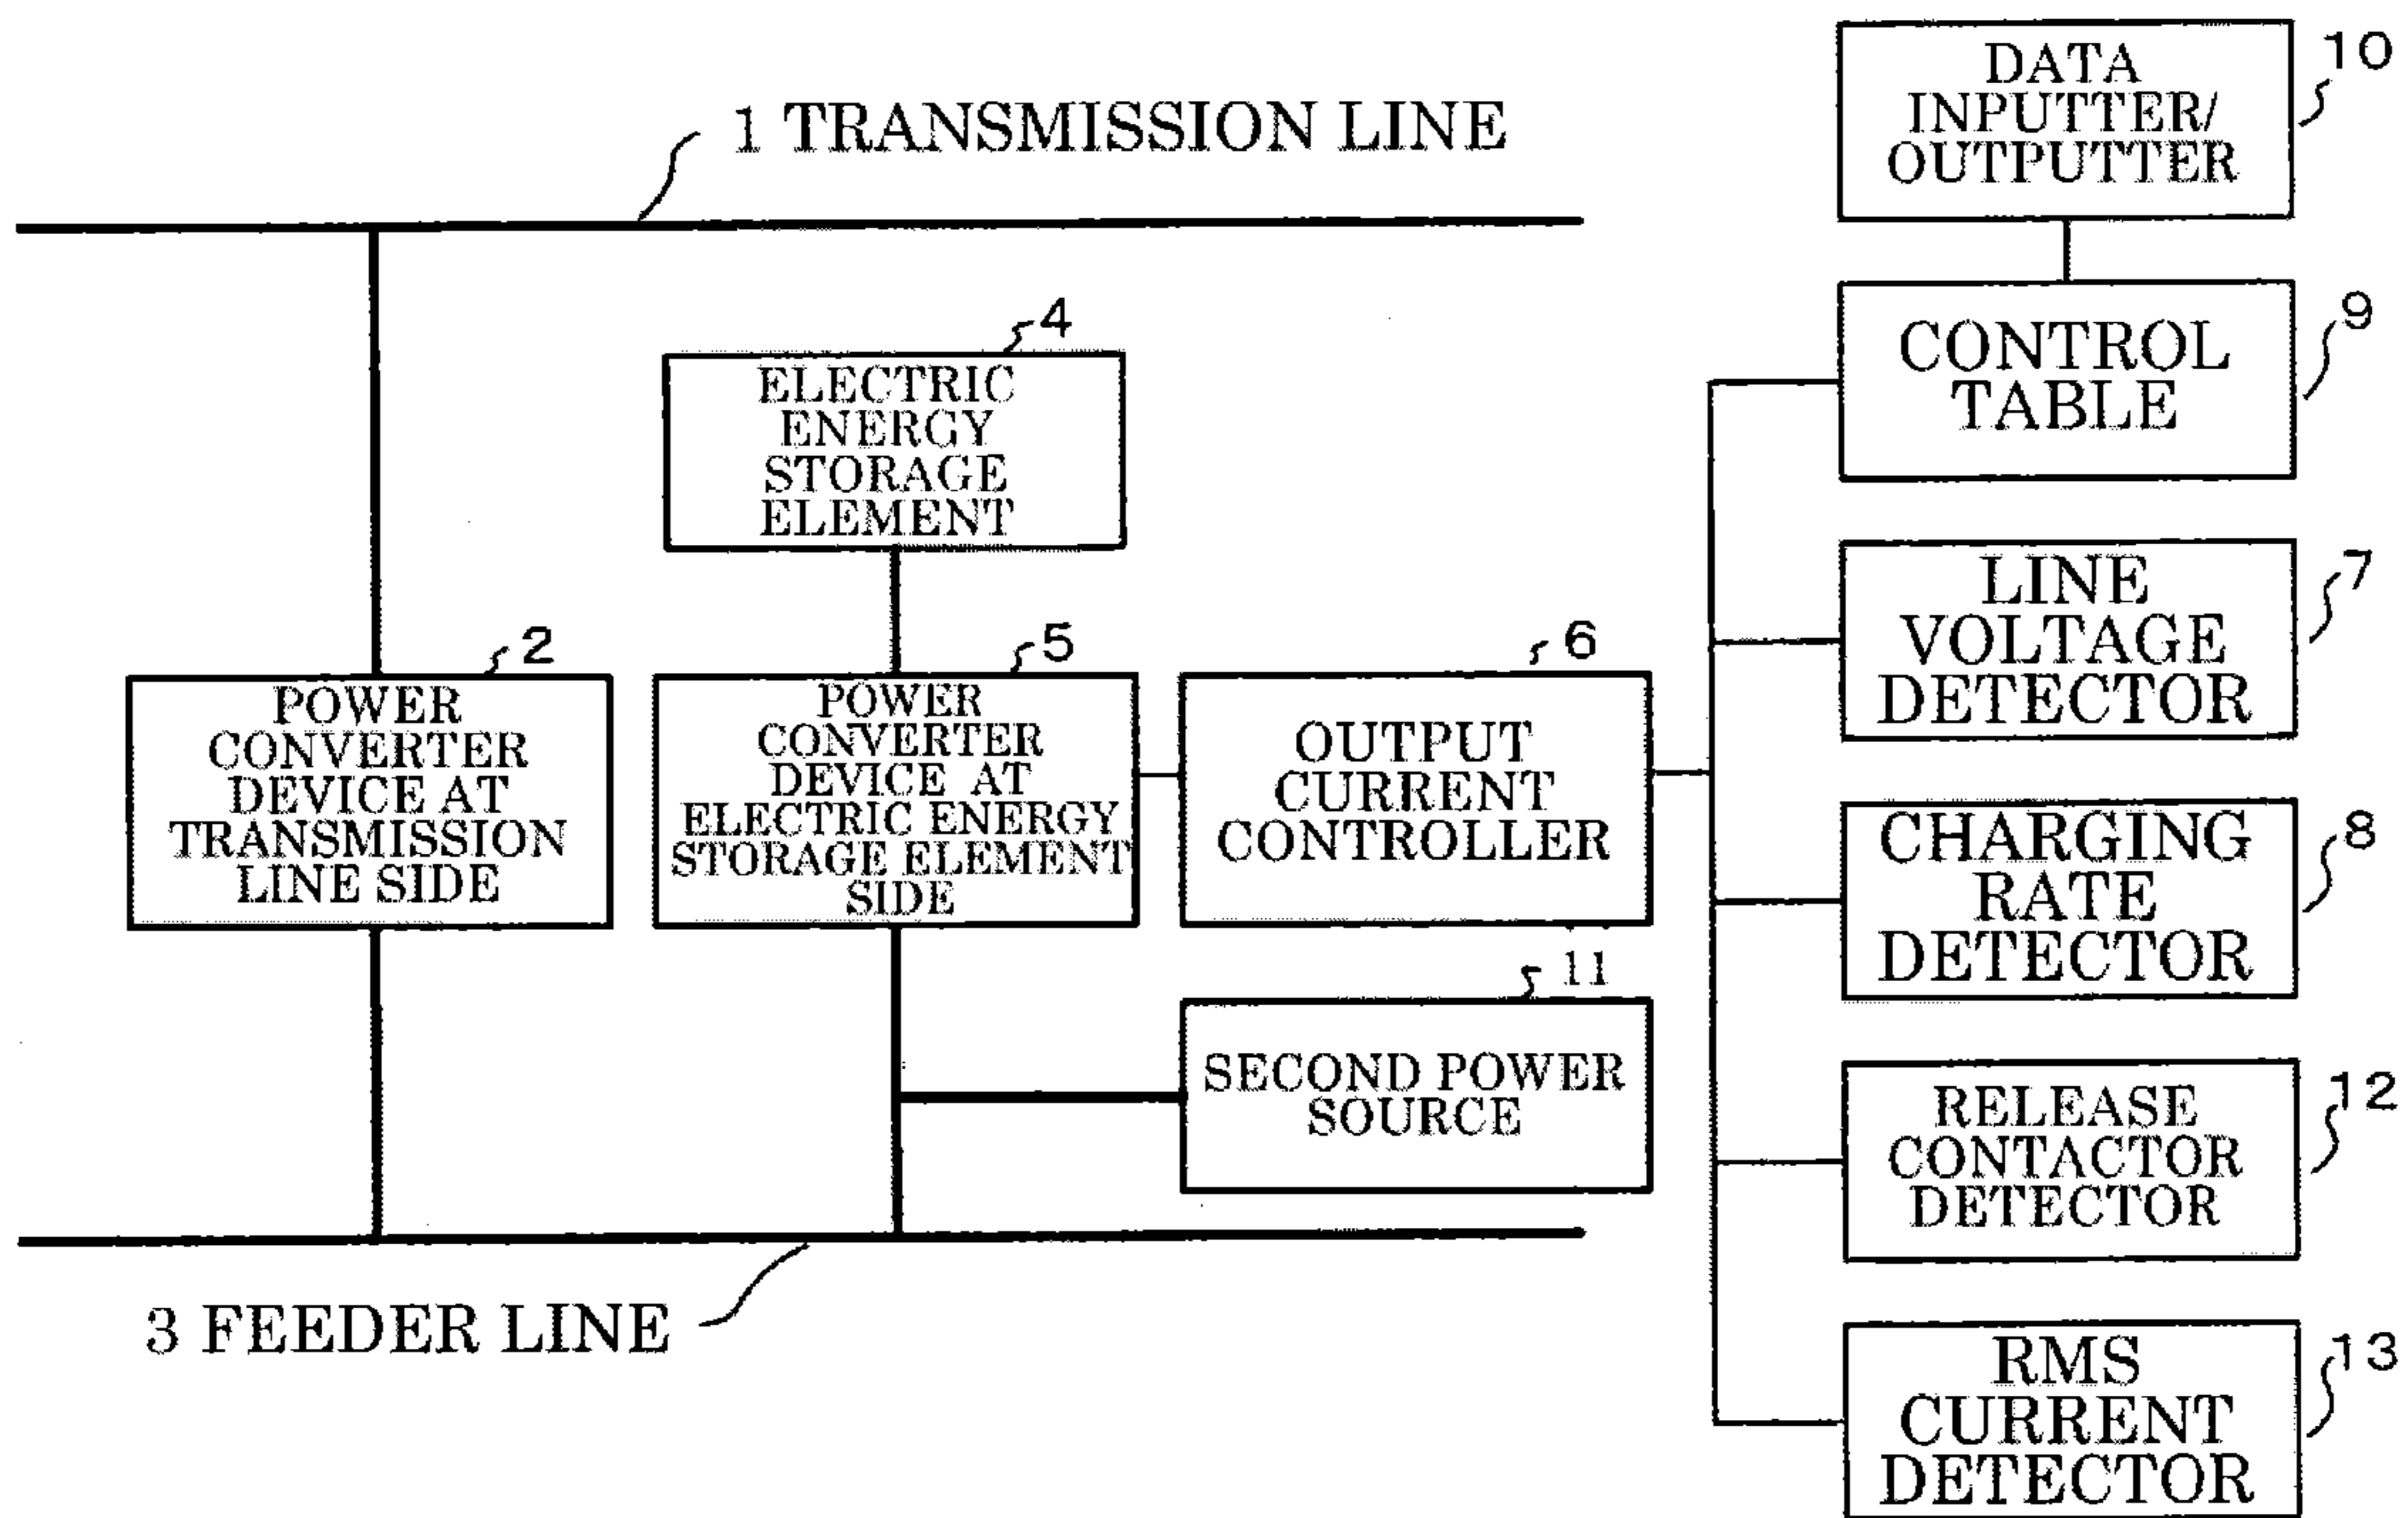 1 TRANSMISSION LINE
4
ELECTRIC
ENERGY
STORAGE
ELEMENT
2
POWER
CONVERTER
DEVICE AT
TRANSMISSION
LINE SIDE
5
POWER
CONVERTER
DEVICE AT
ELECTRIC ENERGY
STORAGE ELEMENT
SIDE
6
OUTPUT
CURRENT
CONTROLLER
11
SECOND POWER
SOURCE
3 FEEDER LINE
10
DATA
INPUTTER/
OUTPUTTER
9
CONTROL
TABLE
7
LINE
VOLTAGE
DETECTOR
8
CHARGING
RATE
DETECTOR
12
RELEASE
CONTACTOR
DETECTOR
13
RMS
CURRENT
DETECTOR